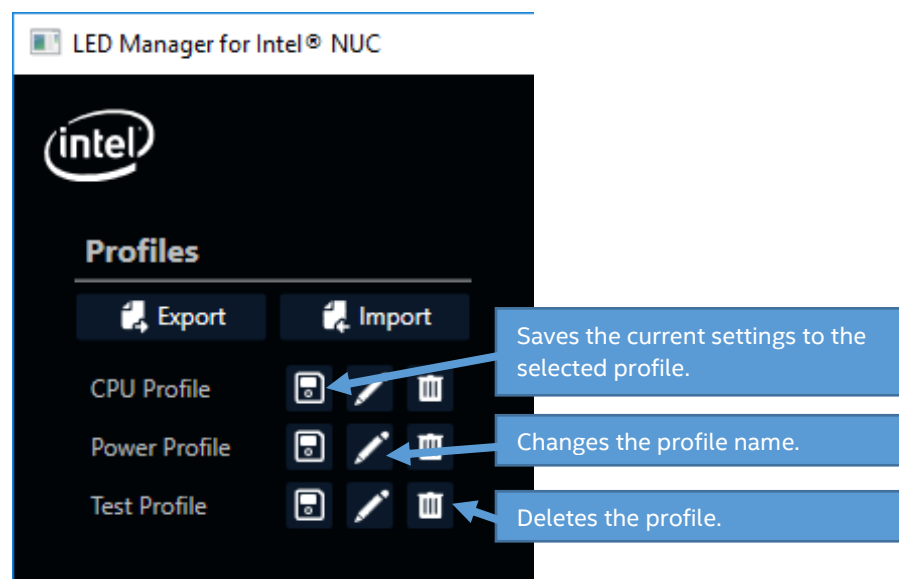 LED Manager for Intel® NUC
intel
Profiles
Export
Import
Saves the current settings to the
selected profile.
CPU Profile
Power Profile
Changes the profile name.
Test Profile
Deletes the profile.